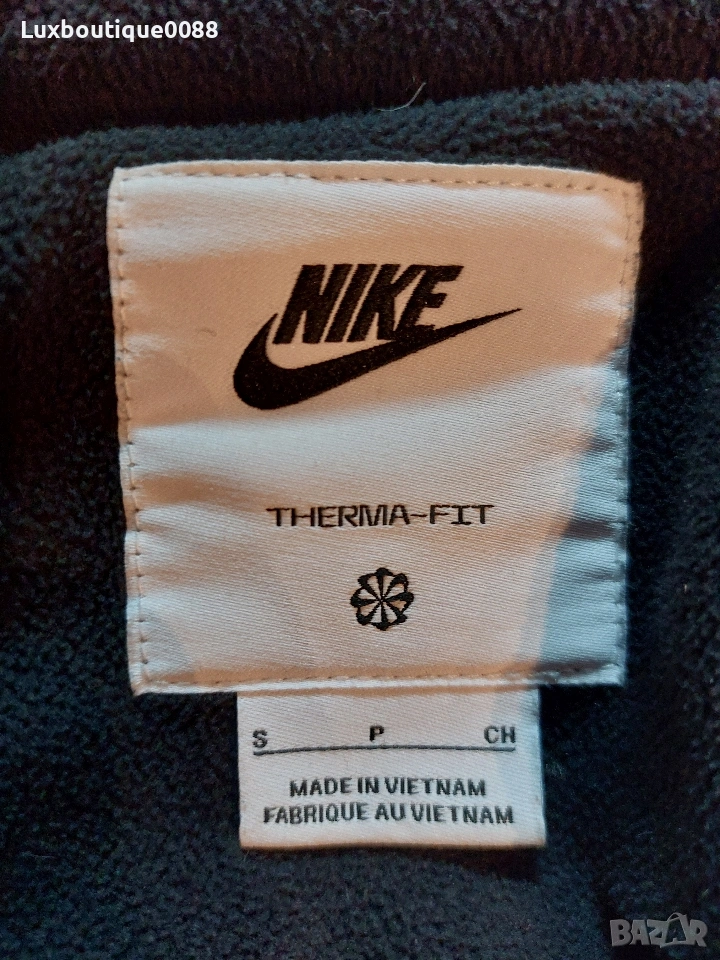 Luxboutique0088
NIKE
THERMA-FIT
S P CH
MADE IN VIETNAM
FABRIQUE AU VIETNAM
BAZAR